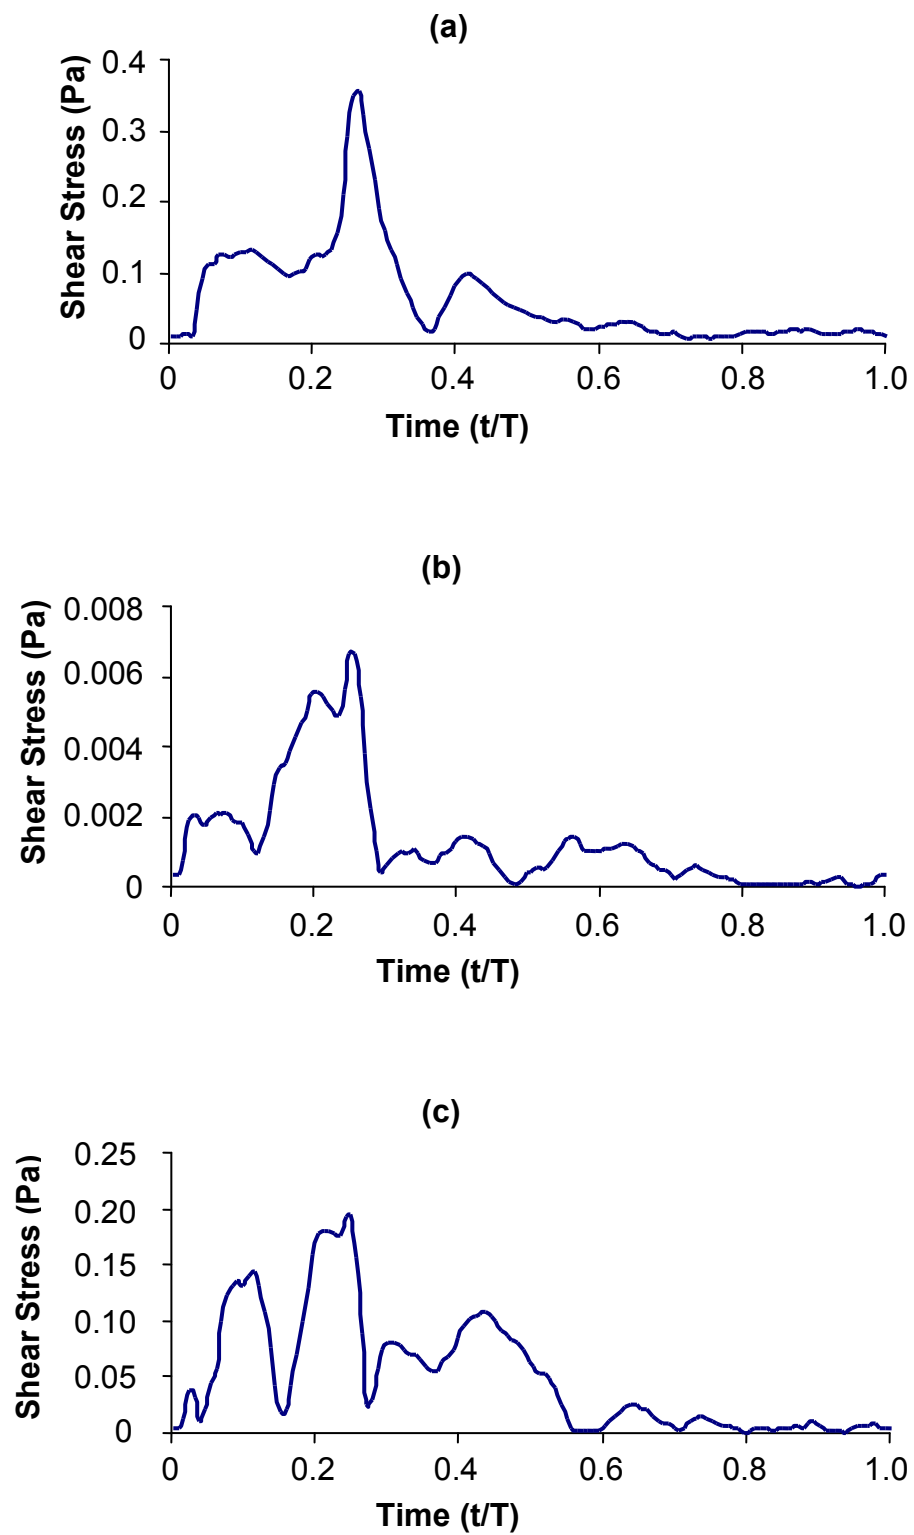 (a)
Shear Stress (Pa)
0.4
0.3
0.2
0.1
0
0 0.2 0.4 0.6 0.8 1.0
Time (t/T)
(b)
Shear Stress (Pa)
0.008
0.006
0.004
0.002
0
0 0.2 0.4 0.6 0.8 1.0
Time (t/T)
(c)
Shear Stress (Pa)
0.25
0.20
0.15
0.10
0.05
0
0 0.2 0.4 0.6 0.8 1.0
Time (t/T)